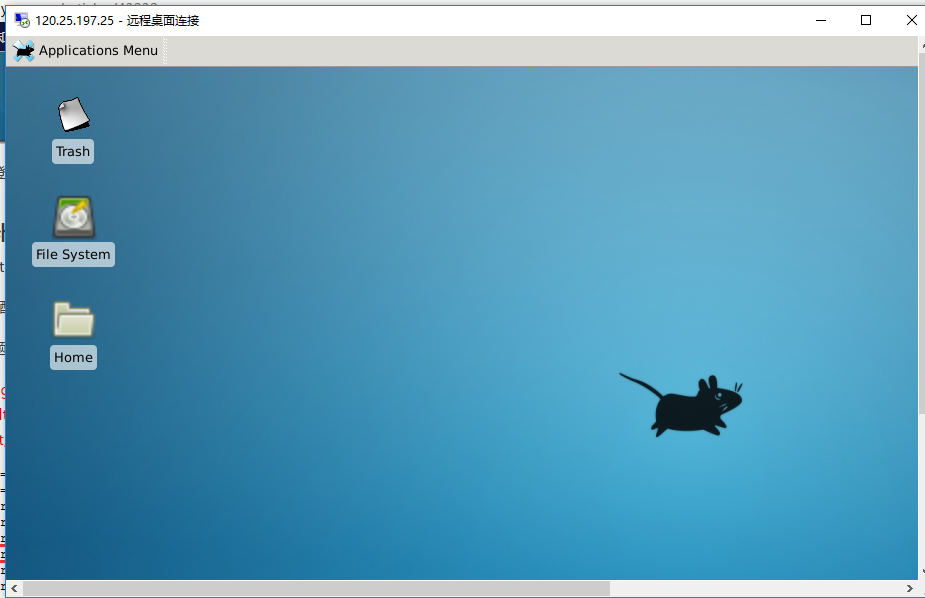 120.25.197.25 - 远程桌面连接
Applications Menu
Trash
File System
Home